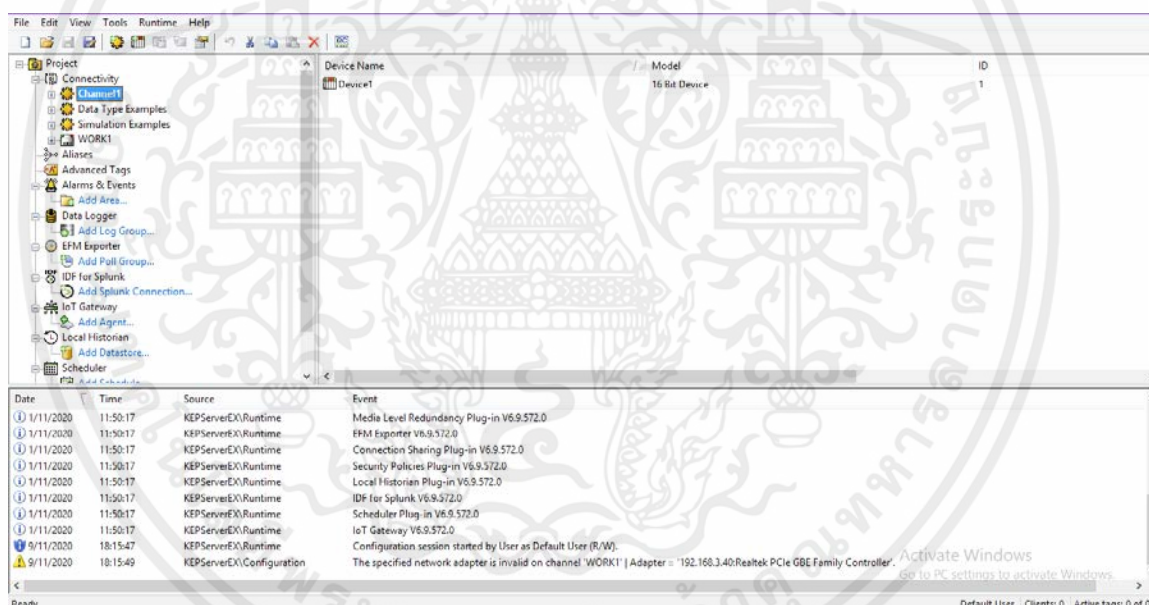 File Edit View Tools Runtime Help
Project
Connectivity
Channel1
Data Type Examples
Simulation Examples
WORK1
Aliases
Advanced Tags
Alarms & Events
Add Area...
Data Logger
Add Log Group...
EFM Exporter
Add Poll Group...
IDF for Splunk
Add Splunk Connection...
IoT Gateway
Add Agent...
Local Historian
Add Datastore...
Scheduler
Add Schedule
Device Name Model ID
Device1 16 Bit Device 1
Date Time Source Event
1/11/2020 11:50:17 KEPServerEX\Runtime Media Level Redundancy Plug-in V6.9.572.0
1/11/2020 11:50:17 KEPServerEX\Runtime EFM Exporter V6.9.572.0
1/11/2020 11:50:17 KEPServerEX\Runtime Connection Sharing Plug-in V6.9.572.0
1/11/2020 11:50:17 KEPServerEX\Runtime Security Policies Plug-in V6.9.572.0
1/11/2020 11:50:17 KEPServerEX\Runtime Local Historian Plug-in V6.9.572.0
1/11/2020 11:50:17 KEPServerEX\Runtime IDF for Splunk V6.9.572.0
1/11/2020 11:50:17 KEPServerEX\Runtime Scheduler Plug-in V6.9.572.0
1/11/2020 11:50:17 KEPServerEX\Runtime IoT Gateway V6.9.572.0
9/11/2020 18:15:47 KEPServerEX\Runtime Configuration session started by User as Default User (R/W).
9/11/2020 18:15:49 KEPServerEX\Configuration The specified network adapter is invalid on channel 'WORK1' | Adapter = '192.168.3.40:Realtek PCIe GBE Family Controller'.
Activate Windows
Go to PC settings to activate Windows.
Ready Default User Clients: 0 Active tags: 0 of 0